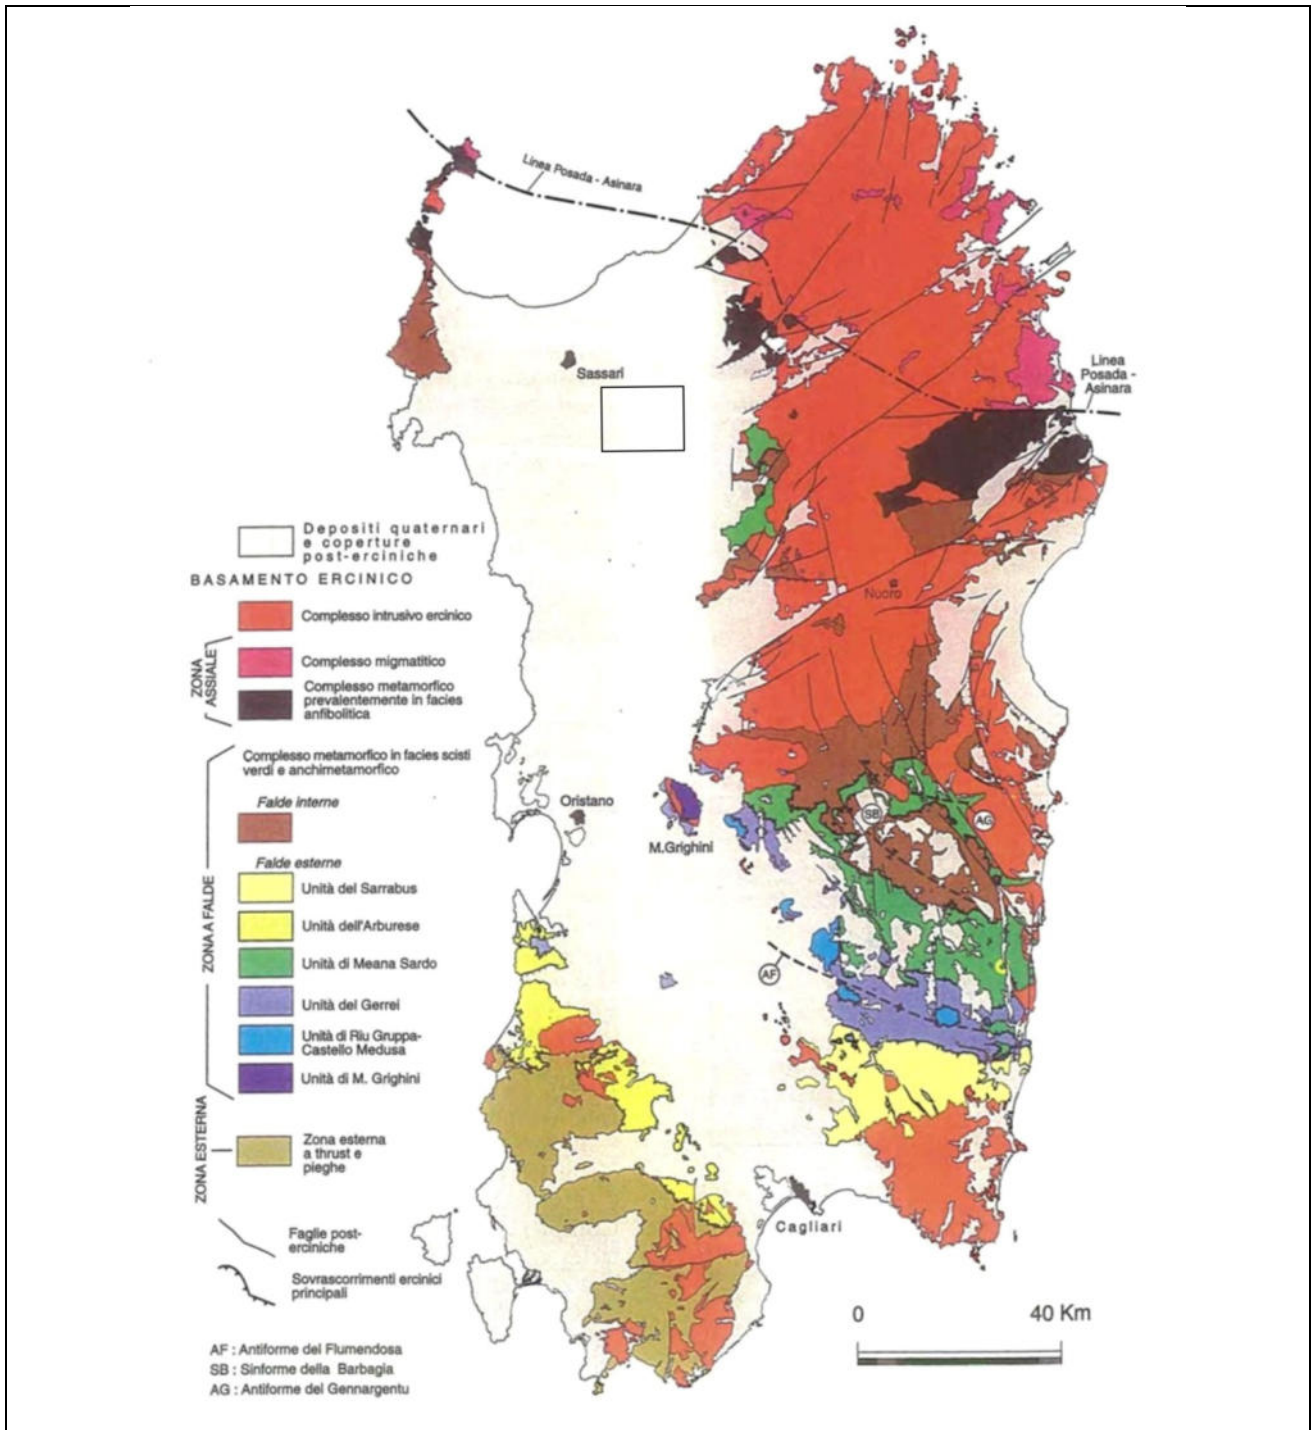 Linea Posada - Asinara
Linea
Posada -
Asinara
Sassari
Nuoro
Depositi quaternari
e coperture
post-erciniche
BASAMENTO ERCINICO
Complesso intrusivo ercinico
ZONA
ASSIALE
Complesso migmatitico
Complesso metamorfico
prevalentemente in facies
anfibolitica
Complesso metamorfico in facies scisti
verdi e anchimetamorfico
Falde interne
Falde esterne
ZONA A FALDE
Unità del Sarrabus
Unità dell'Arburese
Unità di Meana Sardo
Unità del Gerrei
Unità di Riu Gruppa-
Castello Medusa
Unità di M. Grighini
ZONA ESTERNA
Zona esterna
a thrust e
pieghe
Faglie post-
erciniche
Sovrascorrimenti ercinici
principali
AF : Antiforme del Flumendosa
SB : Sinforme della Barbagia
AG : Antiforme del Gennargentu
Oristano
M.Grighini
SB
AG
AF
Cagliari
0 40 Km